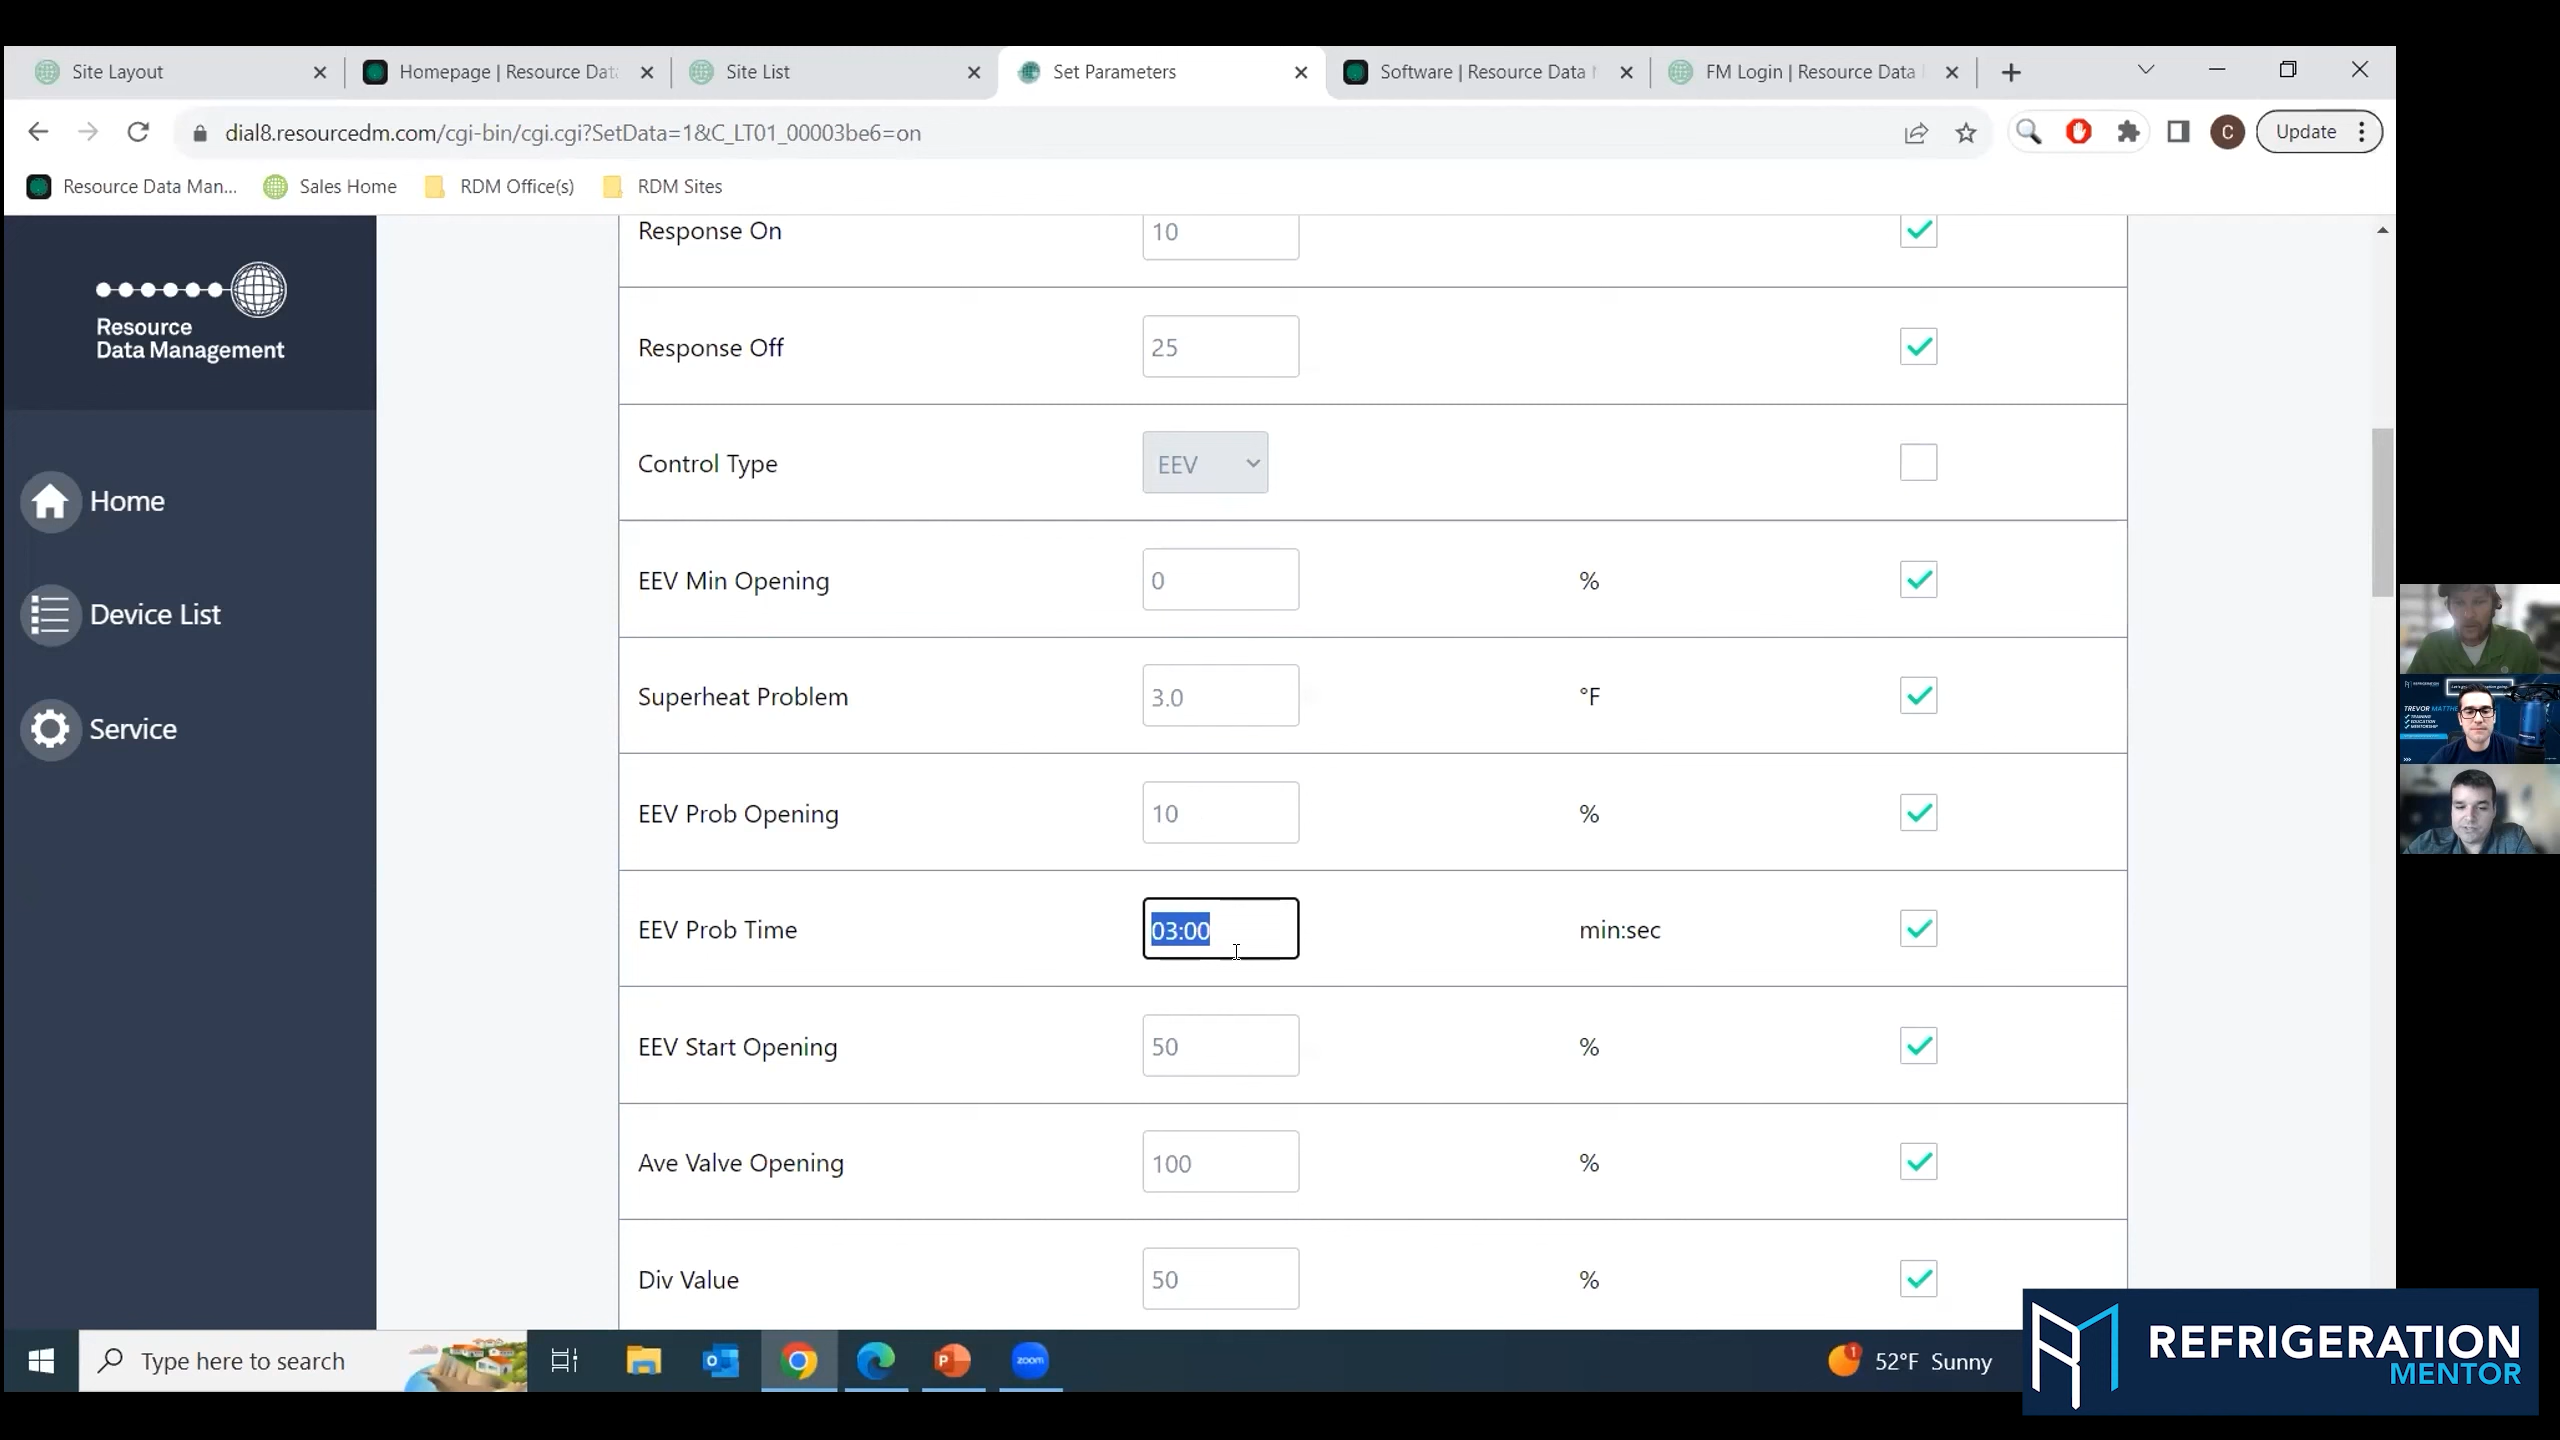 Site Layout
Homepage | Resource Dat
Site List
Set Parameters
Software | Resource Data
FM Login | Resource Data
dial8.resourcedm.com/cgi-bin/cgi.cgi?SetData=1&C_LT01_00003be6=on
C
Update
Resource Data Man...
Sales Home
RDM Office(s)
RDM Sites
Resource
Data Management
Home
Device List
Service
Response On 10
Response Off 25
Control Type EEV
EEV Min Opening 0 %
Superheat Problem 3.0 °F
EEV Prob Opening 10 %
EEV Prob Time 03:00 min:sec
EEV Start Opening 50 %
Ave Valve Opening 100 %
Div Value 50 %
TREVOR MATTHE
Type here to search
zoom
1
52°F Sunny
REFRIGERATION
MENTOR